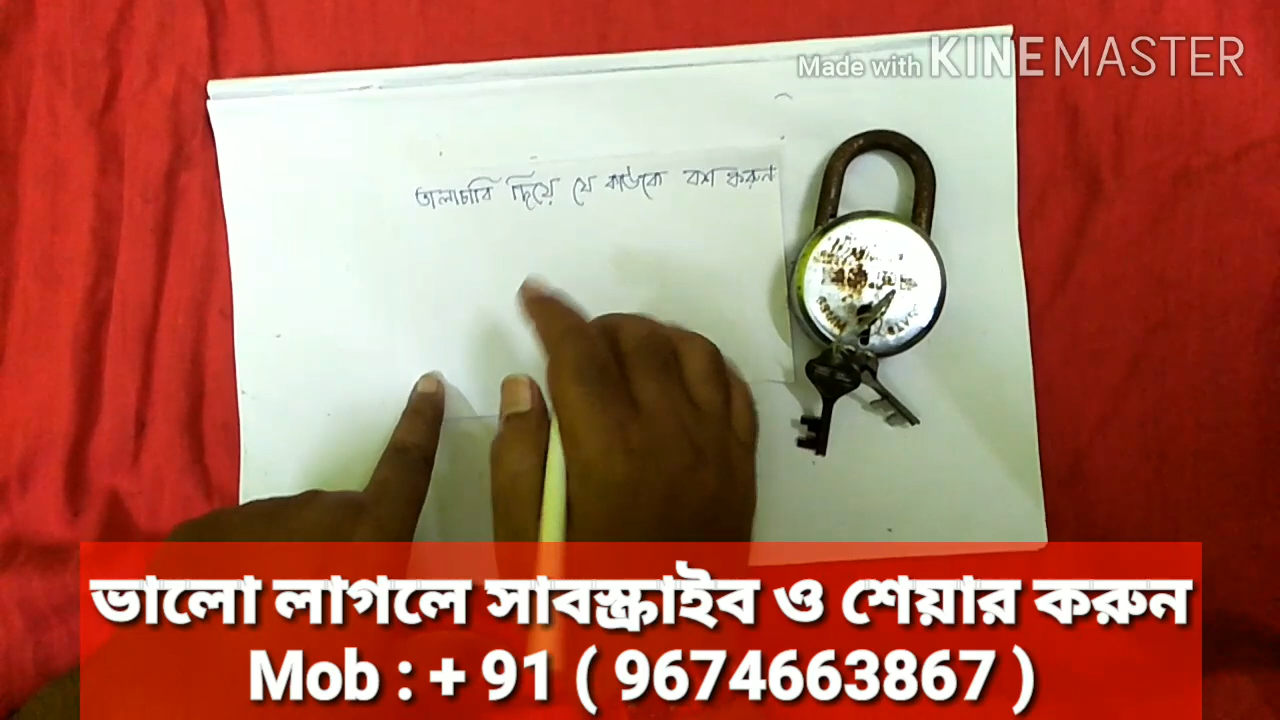 Made with KINEMASTER
তালাচাবি দিয়ে যে কাউকে বশ করুন
ভালো লাগলে সাবস্ক্রাইব ও শেয়ার করুন
Mob : + 91 ( 9674663867 )